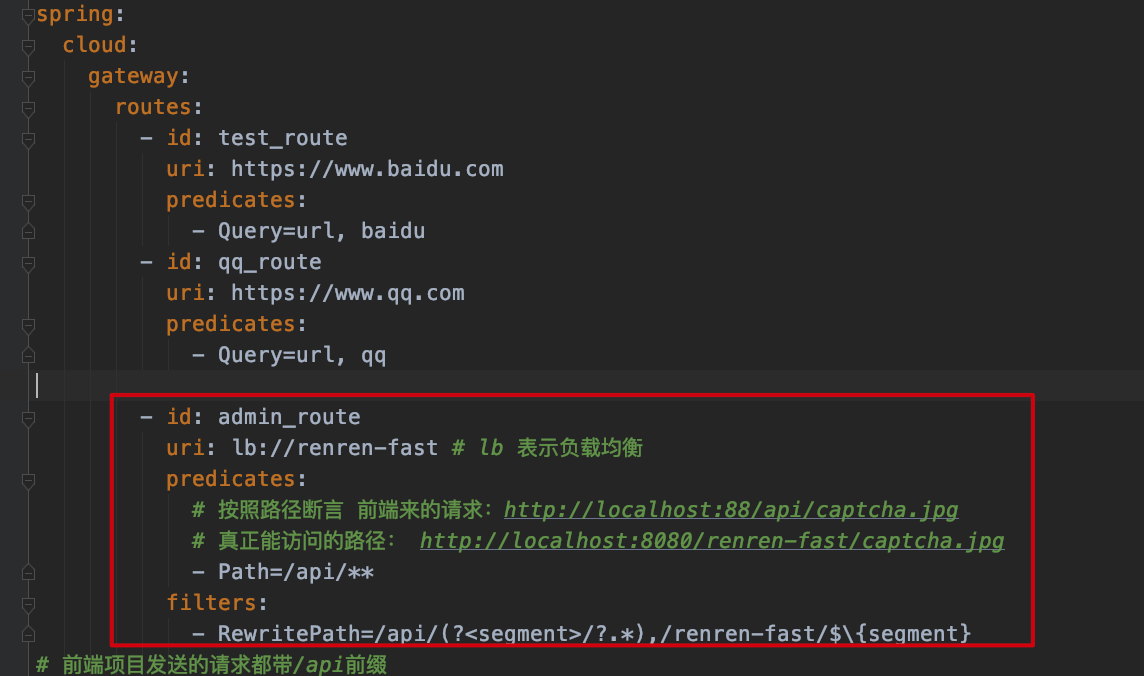 spring:
  cloud:
    gateway:
      routes:
        - id: test_route
          uri: https://www.baidu.com
          predicates:
            - Query=url, baidu
        - id: qq_route
          uri: https://www.qq.com
          predicates:
            - Query=url, qq
        - id: admin_route
          uri: lb://renren-fast # lb 表示负载均衡
          predicates:
            # 按照路径断言 前端来的请求：http://localhost:88/api/captcha.jpg
            # 真正能访问的路径： http://localhost:8080/renren-fast/captcha.jpg
            - Path=/api/**
          filters:
            - RewritePath=/api/(?<segment>/?.*),/renren-fast/$\{segment}
# 前端项目发送的请求都带/api前缀